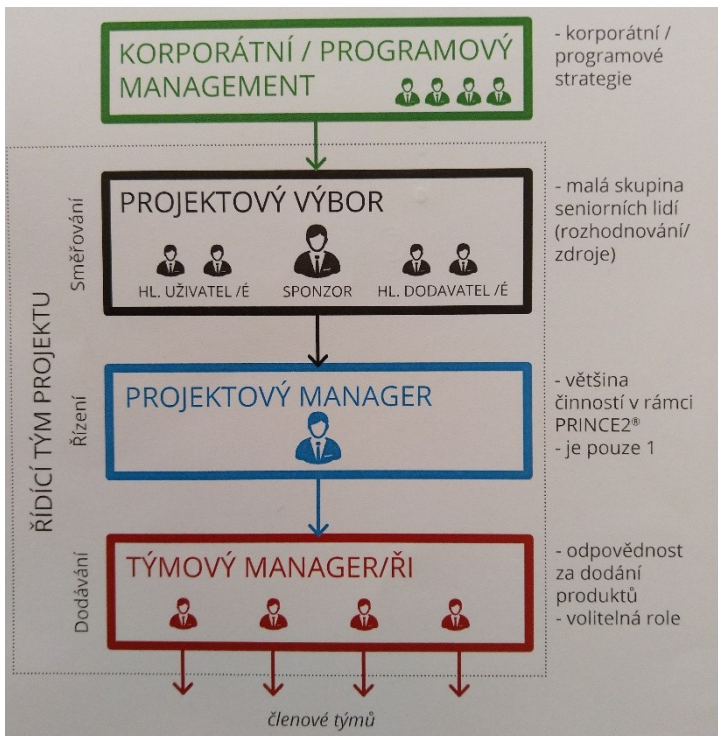 KORPORÁTNÍ / PROGRAMOVÝ
MANAGEMENT
- korporátní /
programové
strategie
ŘÍDÍCÍ TÝM PROJEKTU
Směřování
PROJEKTOVÝ VÝBOR
HL. UŽIVATEL /É
SPONZOR
HL. DODAVATEL /É
- malá skupina
seniorních lidí
(rozhodnování/
zdroje)
Řízení
PROJEKTOVÝ MANAGER
- většina
činností v rámci
PRINCE2®
- je pouze 1
Dodávání
TÝMOVÝ MANAGER/ŘI
- odpovědnost
za dodání
produktů
- volitelná role
členové týmů